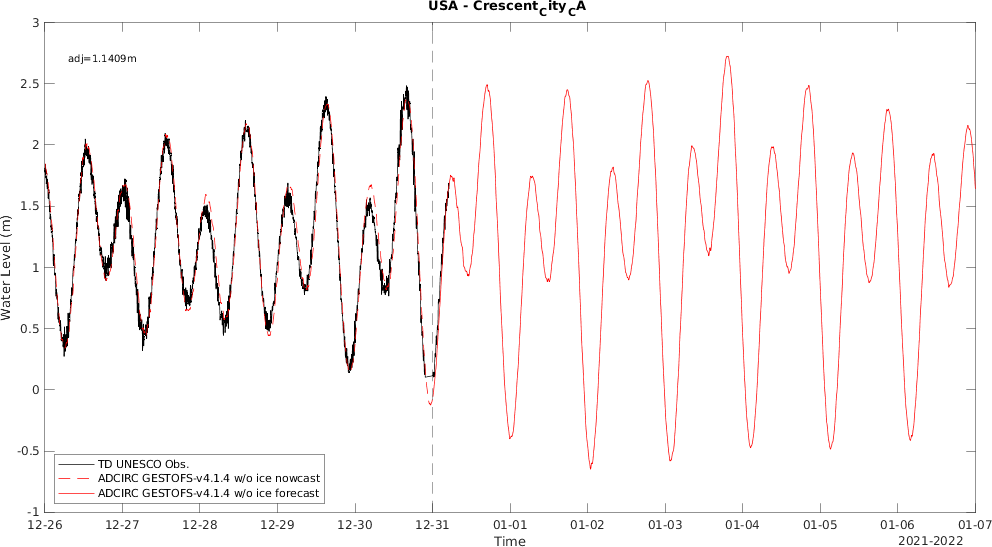 USA - Crescent_City_CA
adj=1.1409m
3
2.5
2
1.5
1
0.5
0
-0.5
-1
Water Level (m)
TD UNESCO Obs.
ADCIRC GESTOFS-v4.1.4 w/o ice nowcast
ADCIRC GESTOFS-v4.1.4 w/o ice forecast
12-26 12-27 12-28 12-29 12-30 12-31 01-01 01-02 01-03 01-04 01-05 01-06 01-07
Time
2021-2022